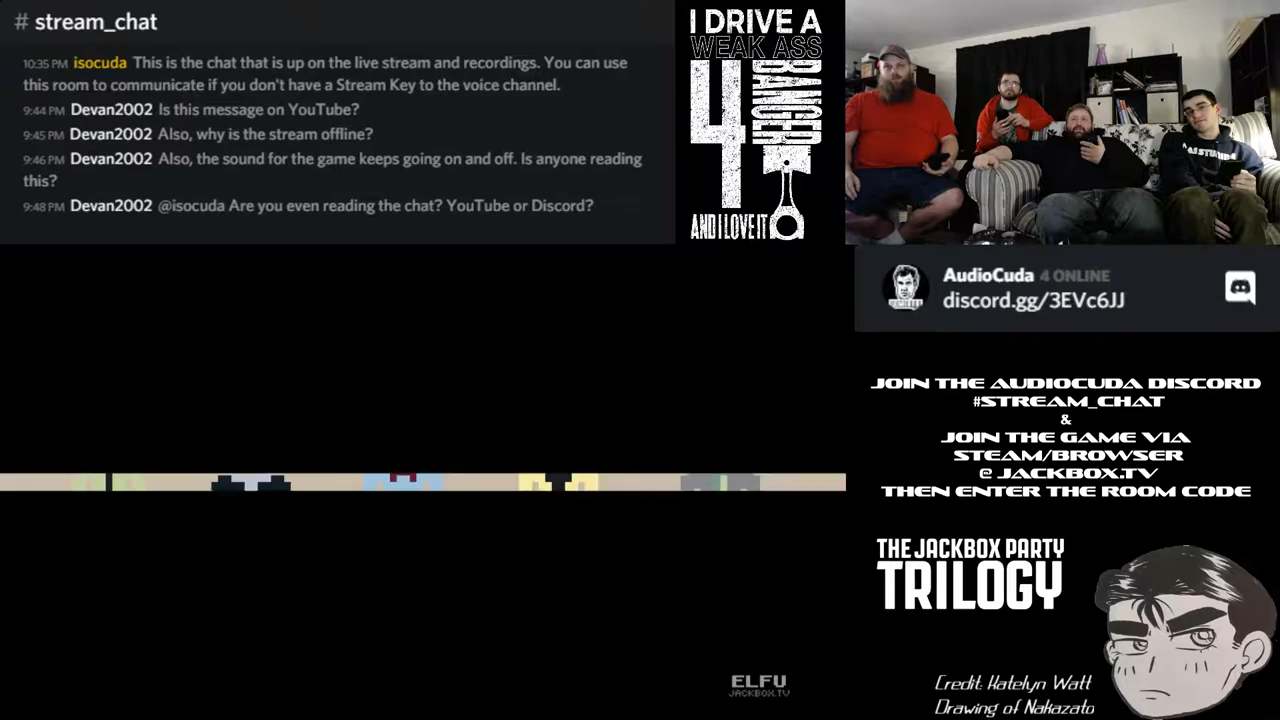 # stream_chat
10:35 PM isocuda This is the chat that is up on the live stream and recordings. You can use
this room to communicate if you don't have a Stream Key to the voice channel.
9:44 PM Devan2002 Is this message on YouTube?
9:45 PM Devan2002 Also, why is the stream offline?
9:46 PM Devan2002 Also, the sound for the game keeps going on and off. Is anyone reading
this?
9:48 PM Devan2002 @isocuda Are you even reading the chat? YouTube or Discord?
I DRIVE A
WEAK ASS
4
BANGER
AND I LOVE IT
AudioCuda 4 ONLINE
discord.gg/3EVc6JJ
JOIN THE AUDIOCUDA DISCORD
#STREAM_CHAT
&
JOIN THE GAME VIA
STEAM/BROWSER
@ JACKBOX.TV
THEN ENTER THE ROOM CODE
THE JACKBOX PARTY
TRILOGY
Credit: Katelyn Watt
Drawing of Nakazato
ELFU
JACKBOX.TV